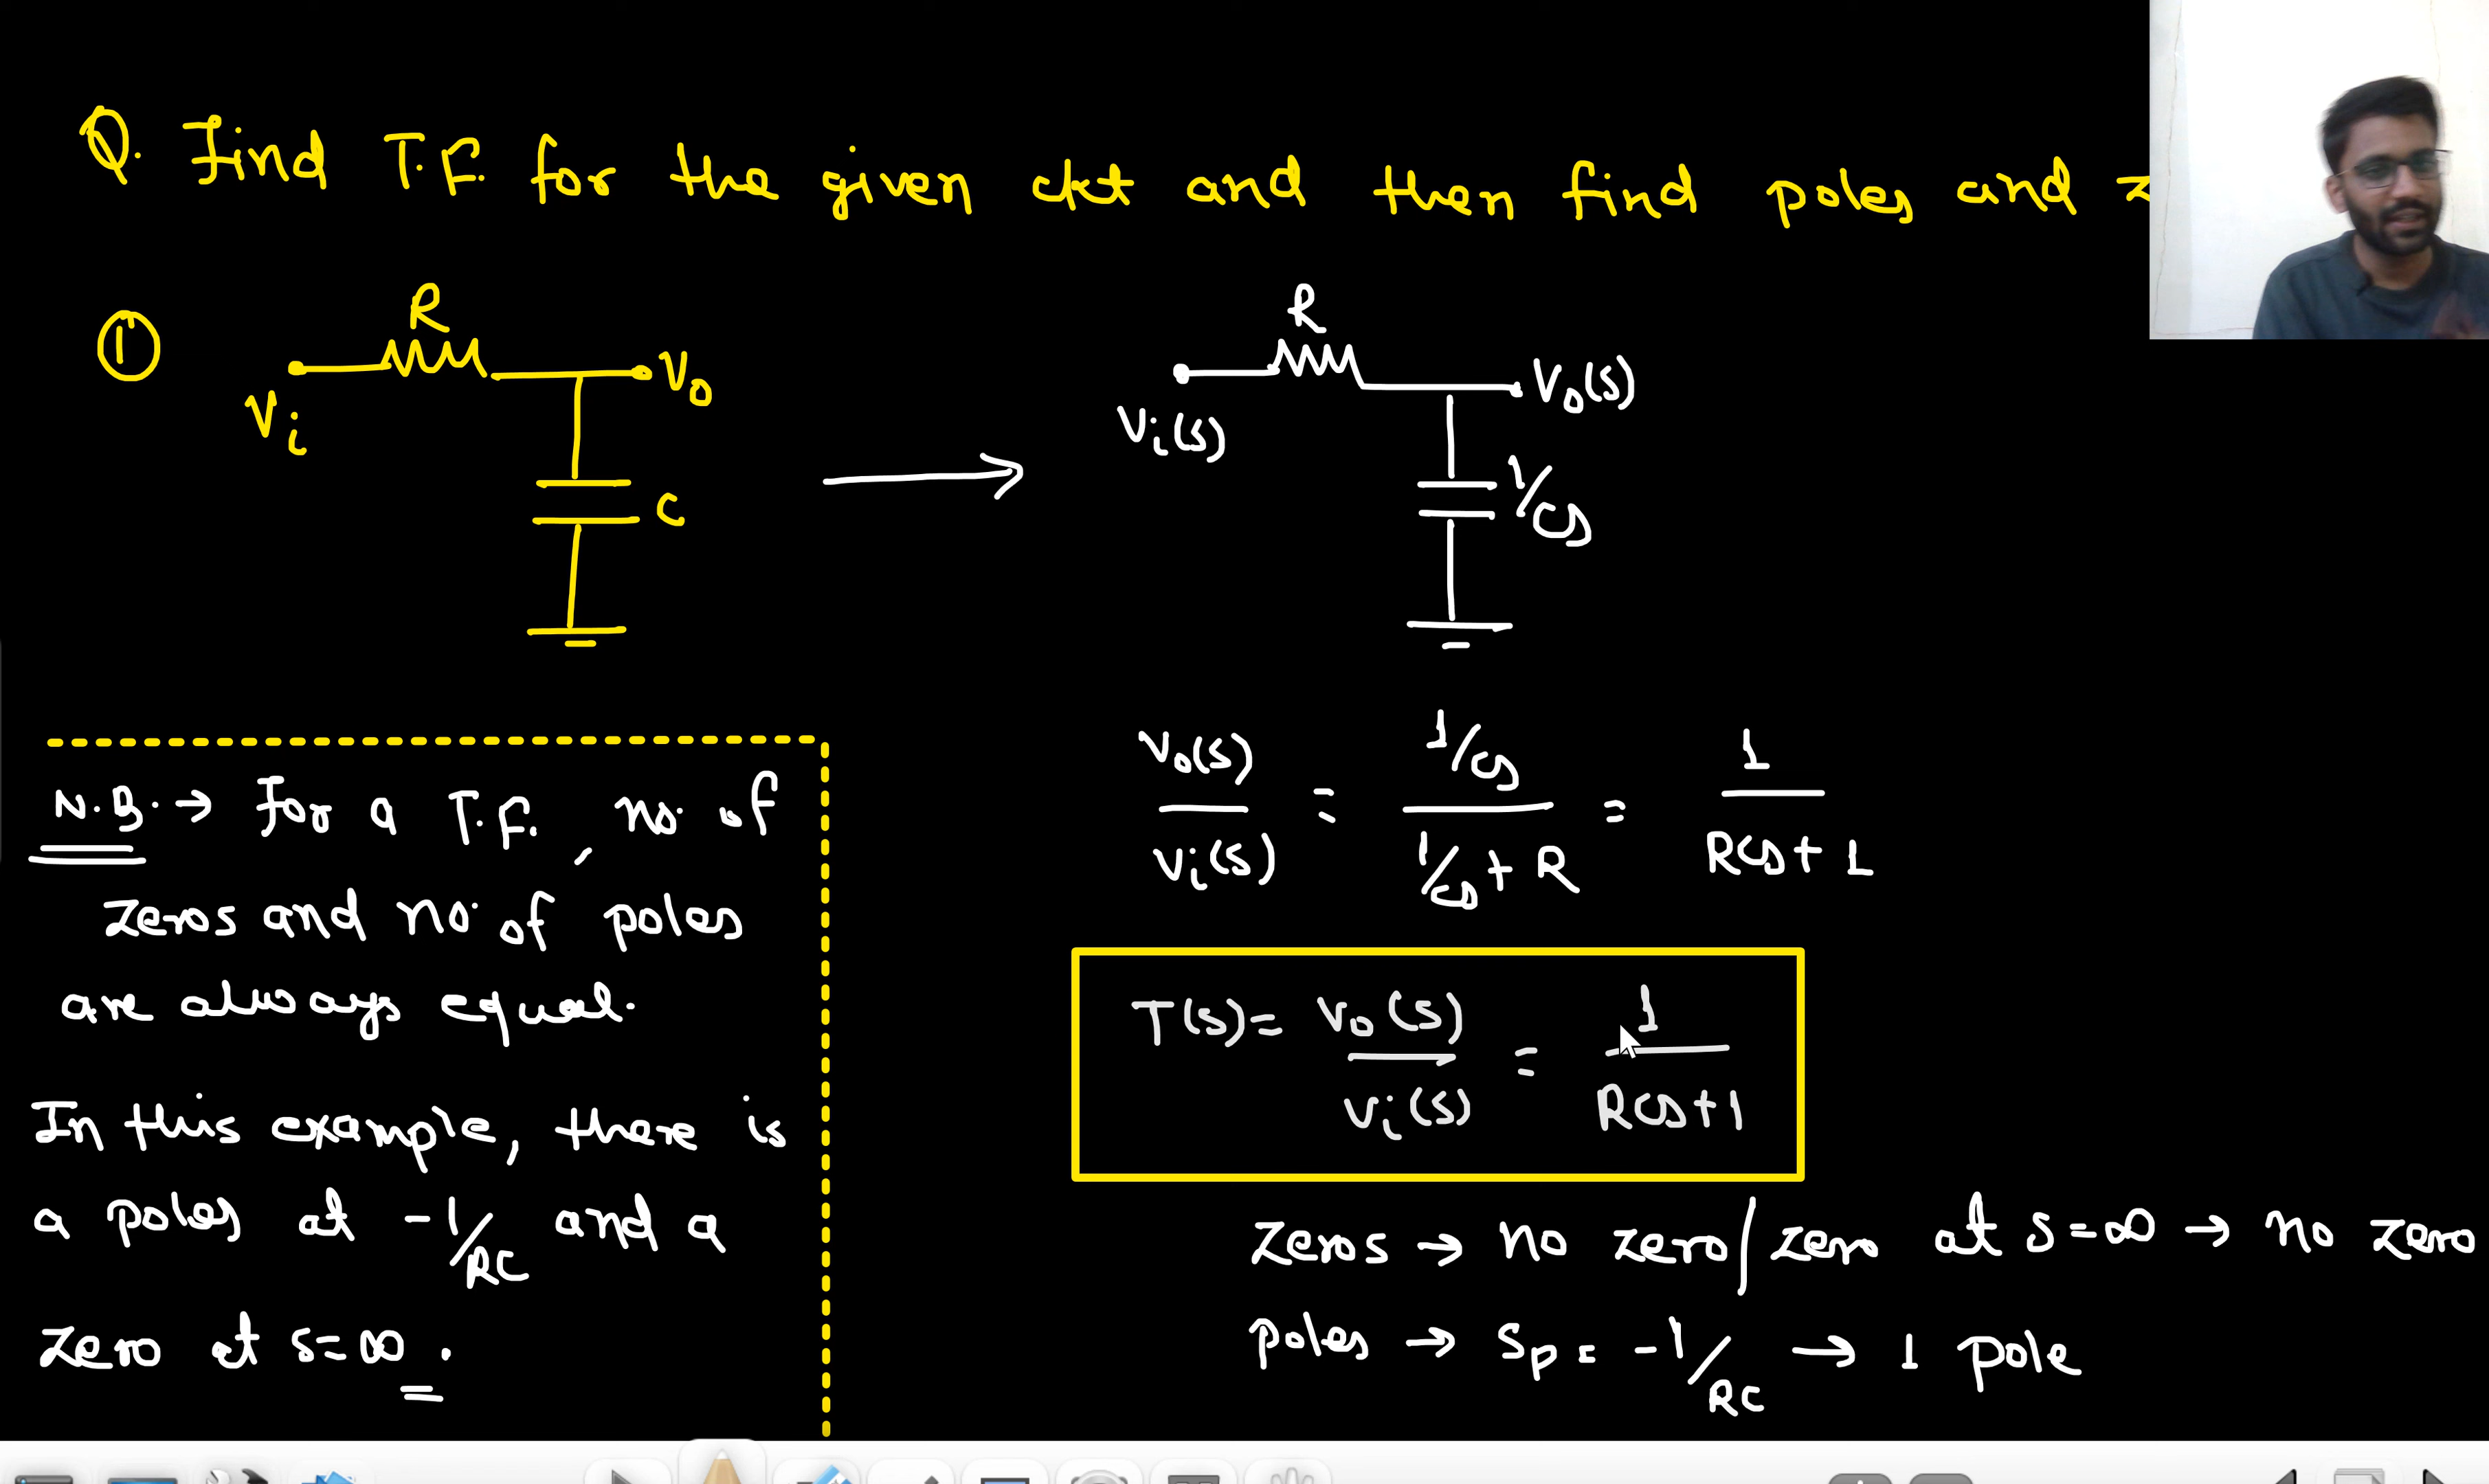 Q. Find T.F. for the given ckt and then find poles and z
①
R
Vi
Vo
C
R
Vi(s)
Vo(s)
1/Cs
Vo(s)/Vi(s) = (1/Cs)/(1/Cs + R) = 1/(RCs + 1)
T(s) = Vo(s)/Vi(s) = 1/(RCs+1)
zeros → no zero/zero at s=∞ → no zero
poles → Sp = -1/RC → 1 pole
N.B. → For a T.F., no. of
zeros and no. of poles
are always equal.
In this example, there is
a poles at -1/RC and a
zero at s=∞.